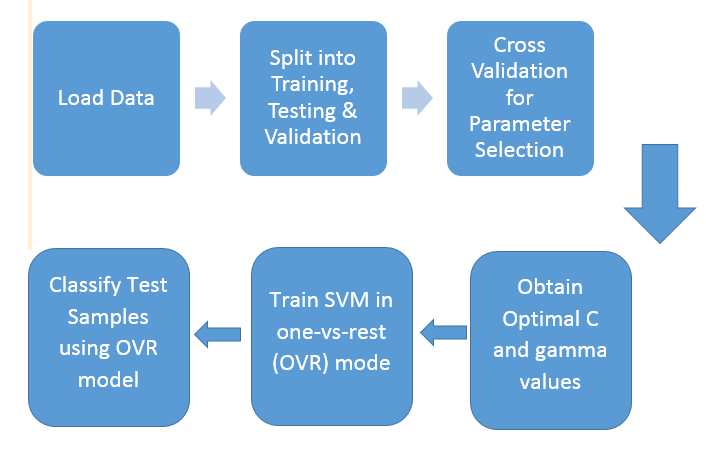 Load Data
Split into
Training,
Testing &
Validation
Cross
Validation
for
Parameter
Selection
Obtain
Optimal C
and gamma
values
Train SVM in
one-vs-rest
(OVR) mode
Classify Test
Samples
using OVR
model